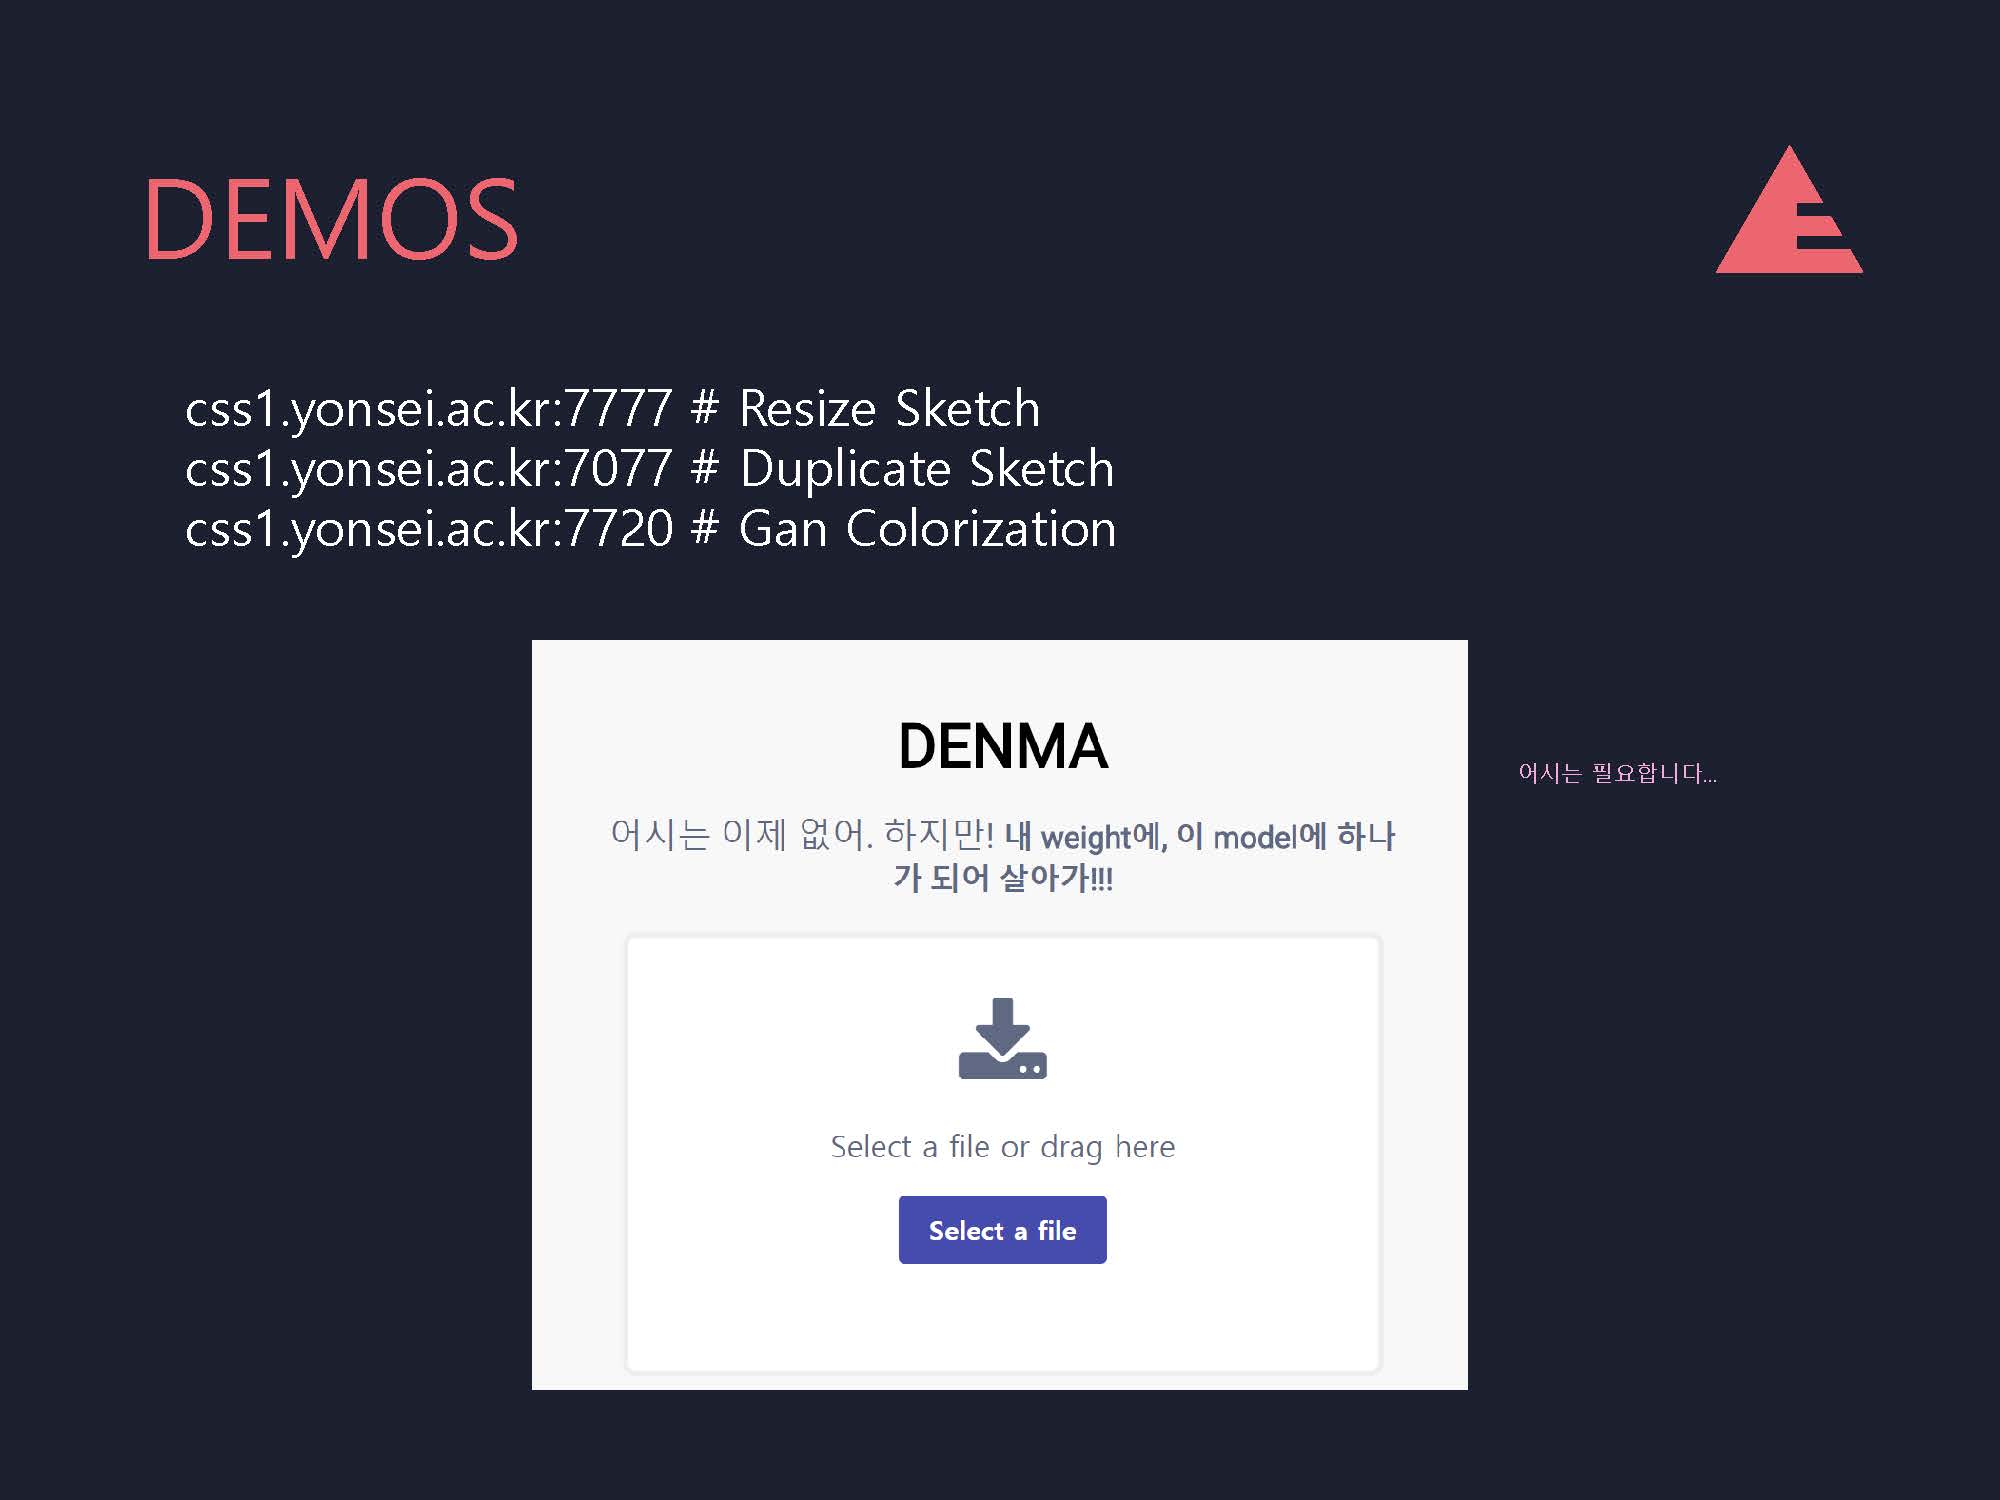 DEMOS
css1.yonsei.ac.kr:7777 # Resize Sketch
css1.yonsei.ac.kr:7077 # Duplicate Sketch
css1.yonsei.ac.kr:7720 # Gan Colorization
DENMA
어시는 필요합니다...
어시는 이제 없어. 하지만! 내 weight에, 이 model에 하나
가 되어 살아가!!!
Select a file or drag here
Select a file